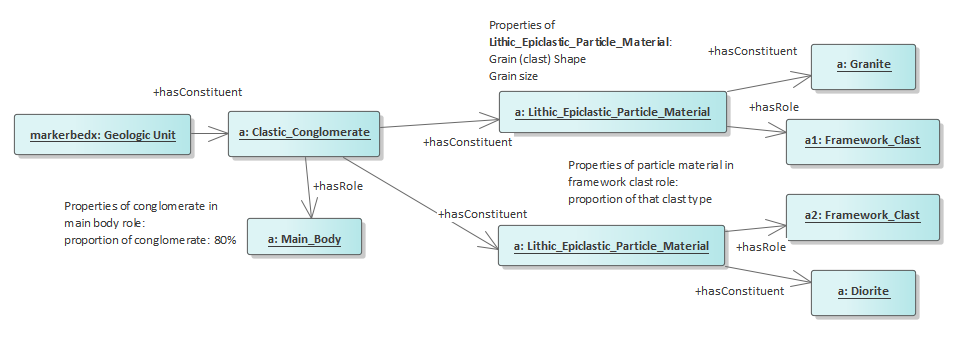 Properties of
Lithic_Epiclastic_Particle_Material:
Grain (clast) Shape
Grain size
+hasConstituent
a: Granite
+hasConstituent
a: Lithic_Epiclastic_Particle_Material
+hasRole
markerbedx: Geologic Unit
a: Clastic_Conglomerate
+hasConstituent
a1: Framework_Clast
Properties of particle material in
framework clast role:
proportion of that clast type
+hasRole
Properties of conglomerate in
main body role:
proportion of conglomerate: 80%
a: Main_Body
+hasConstituent
a2: Framework_Clast
a: Lithic_Epiclastic_Particle_Material
+hasRole
+hasConstituent
a: Diorite